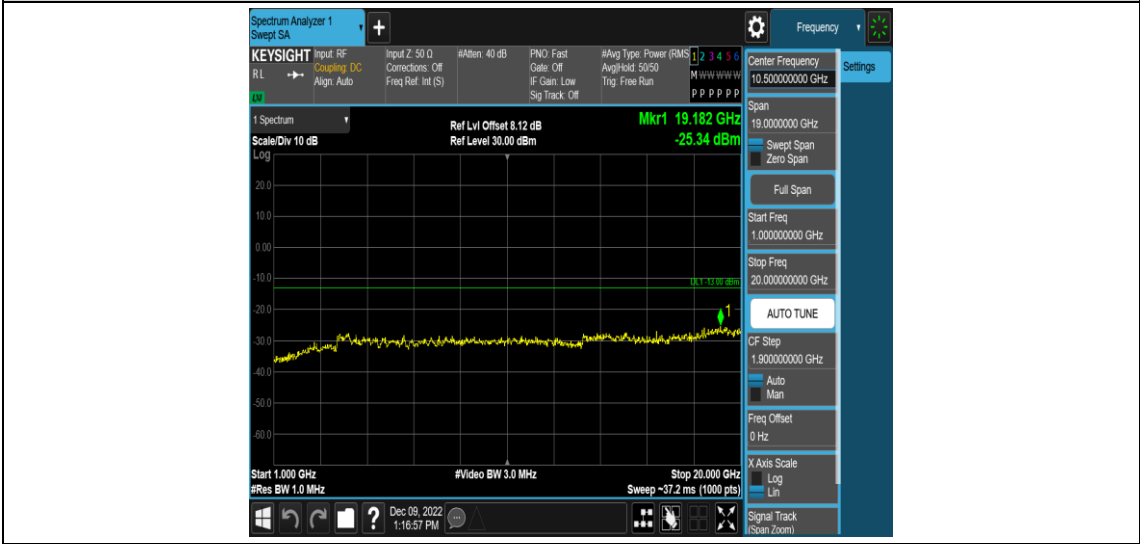 Spectrum Analyzer 1
Swept SA
+
Frequency
KEYSIGHT
RL
Input: RF
Coupling: DC
Align: Auto
Input Z: 50 Ω
Corrections: Off
Freq Ref: Int (S)
#Atten: 40 dB
PNO: Fast
Gate: Off
IF Gain: Low
Sig Track: Off
#Avg Type: Power (RMS
Avg|Hold: 50/50
Trig: Free Run
1 2 3 4 5 6
M W W W W W
P P P P P P
1 Spectrum
Scale/Div 10 dB
Ref Lvl Offset 8.12 dB
Ref Level 30.00 dBm
Mkr1 19.182 GHz
-25.34 dBm
Log
20.0
10.0
0.00
-10.0
-20.0
-30.0
-40.0
-50.0
-60.0
DL1 -13.00 dBm
1
Start 1.000 GHz
#Res BW 1.0 MHz
#Video BW 3.0 MHz
Stop 20.000 GHz
Sweep ~37.2 ms (1000 pts)
?
Dec 09, 2022
1:16:57 PM
Center Frequency
10.500000000 GHz
Settings
Span
19.0000000 GHz
Swept Span
Zero Span
Full Span
Start Freq
1.000000000 GHz
Stop Freq
20.000000000 GHz
AUTO TUNE
CF Step
1.900000000 GHz
Auto
Man
Freq Offset
0 Hz
X Axis Scale
Log
Lin
Signal Track
(Span Zoom)